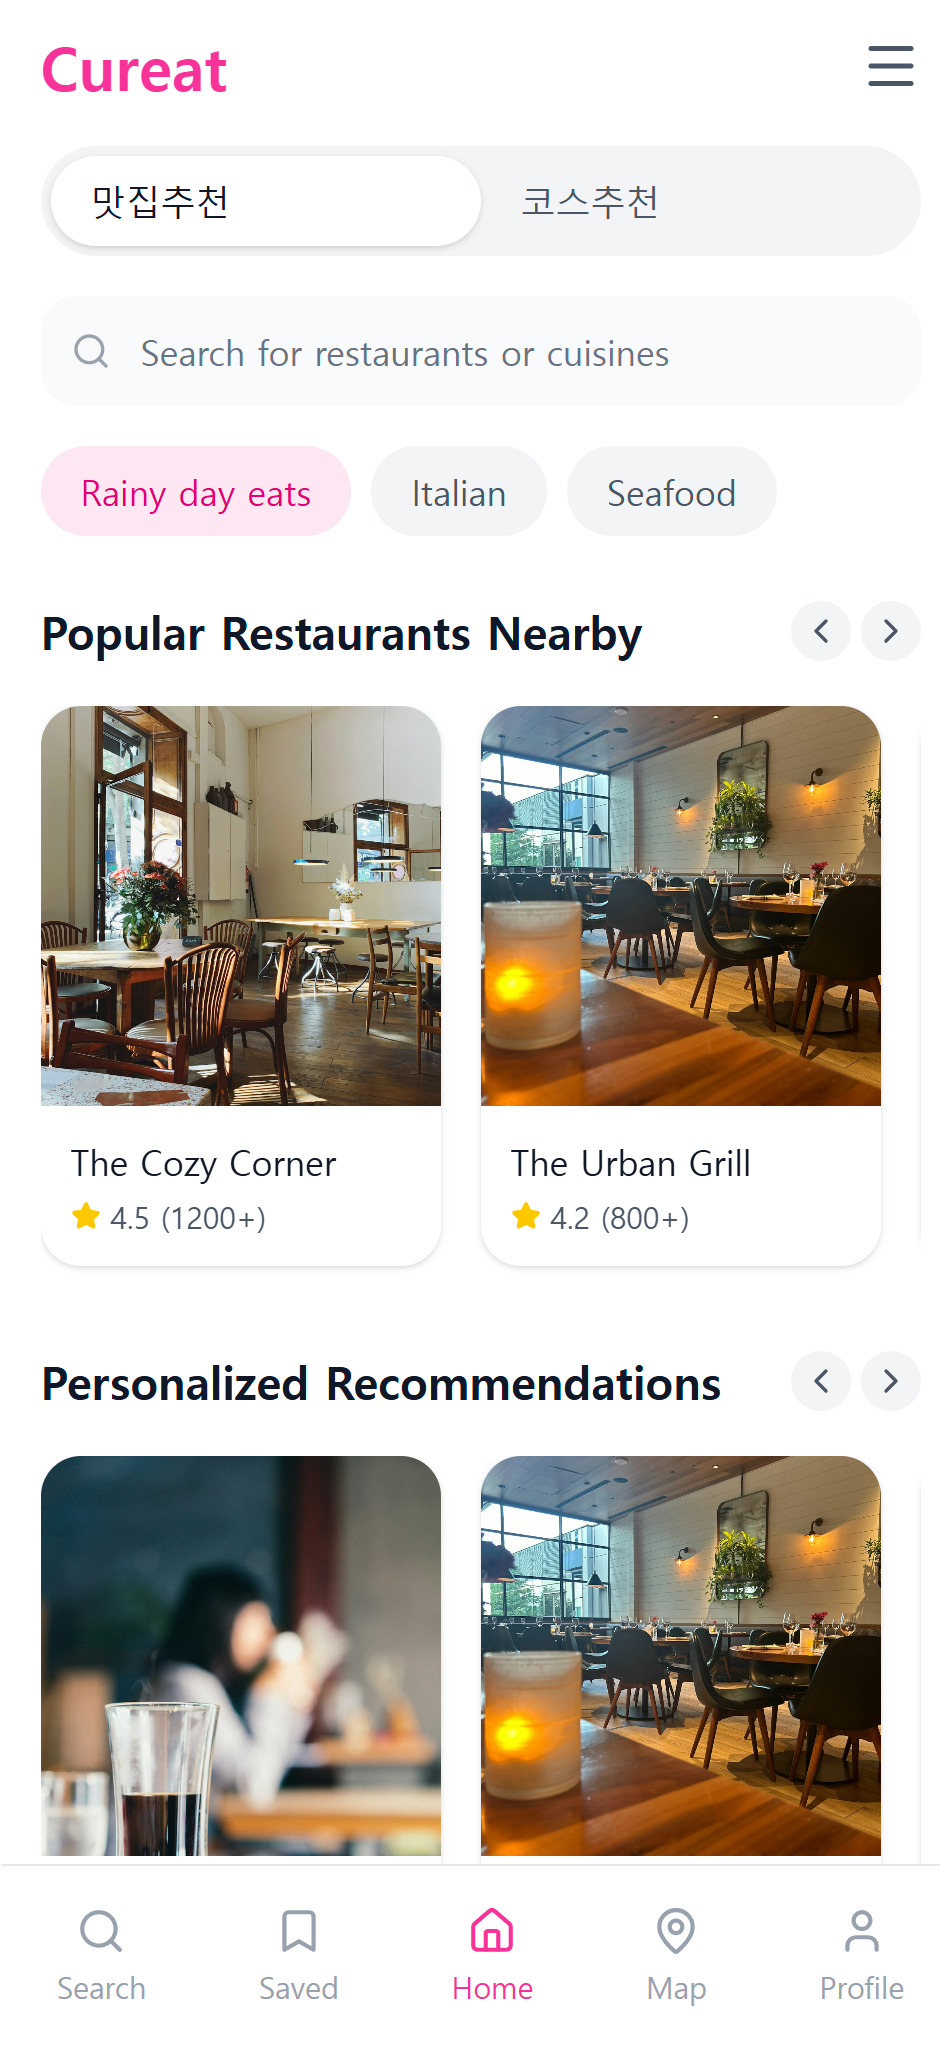 Cureat
맛집추천
코스추천
Search for restaurants or cuisines
Rainy day eats
Italian
Seafood
Popular Restaurants Nearby
The Cozy Corner
4.5 (1200+)
The Urban Grill
4.2 (800+)
Personalized Recommendations
Search
Saved
Home
Map
Profile